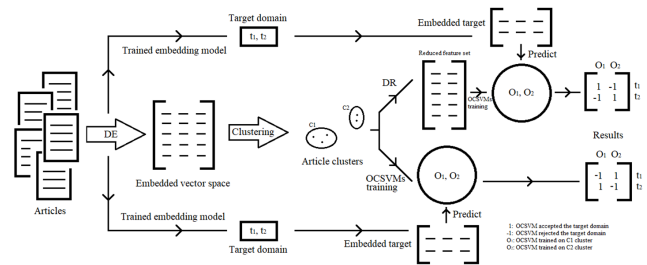 Target domain
t₁, t₂
Trained embedding model
Embedded target
Predict
Reduced feature set
DR
OCSVMs
training
O₁, O₂
O₁ O₂
1 -1
-1 1
t₁
t₂
Results
Articles
DE
Embedded vector space
Clustering
C1
C2
Article clusters
OCSVMs
training
O₁, O₂
O₁ O₂
-1 1
1 -1
t₁
t₂
Predict
Trained embedding model
t₁, t₂
Target domain
Embedded target
1: OCSVM accepted the target domain
-1: OCSVM rejected the target domain
OCSVM trained on C1 cluster
OCSVM trained on C2 cluster